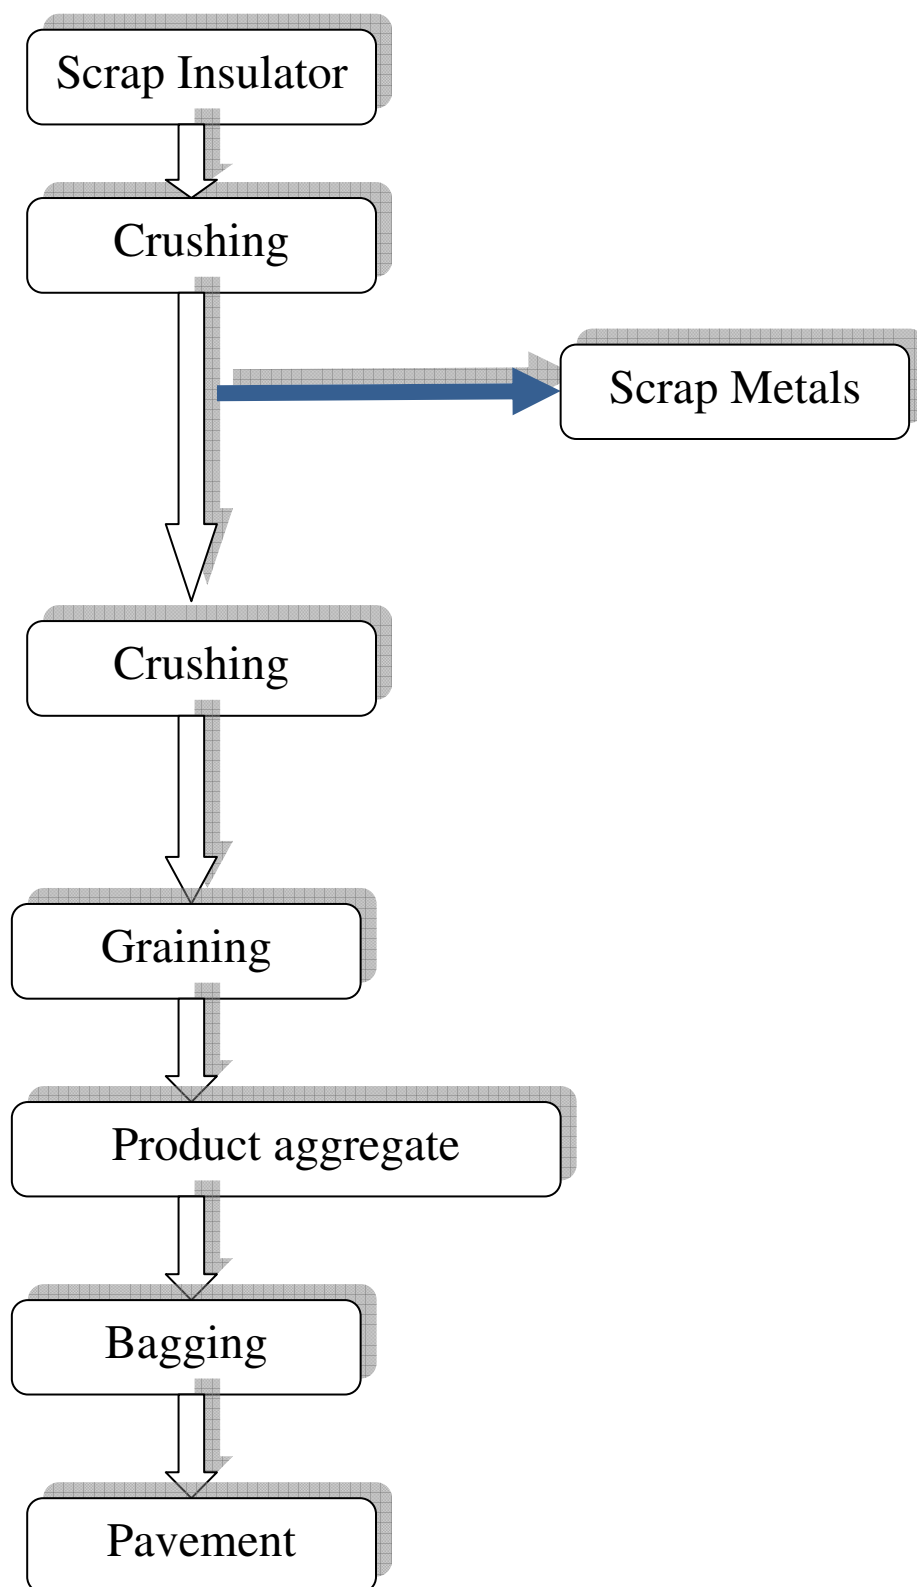 Scrap Insulator
Crushing
Scrap Metals
Crushing
Graining
Product aggregate
Bagging
Pavement